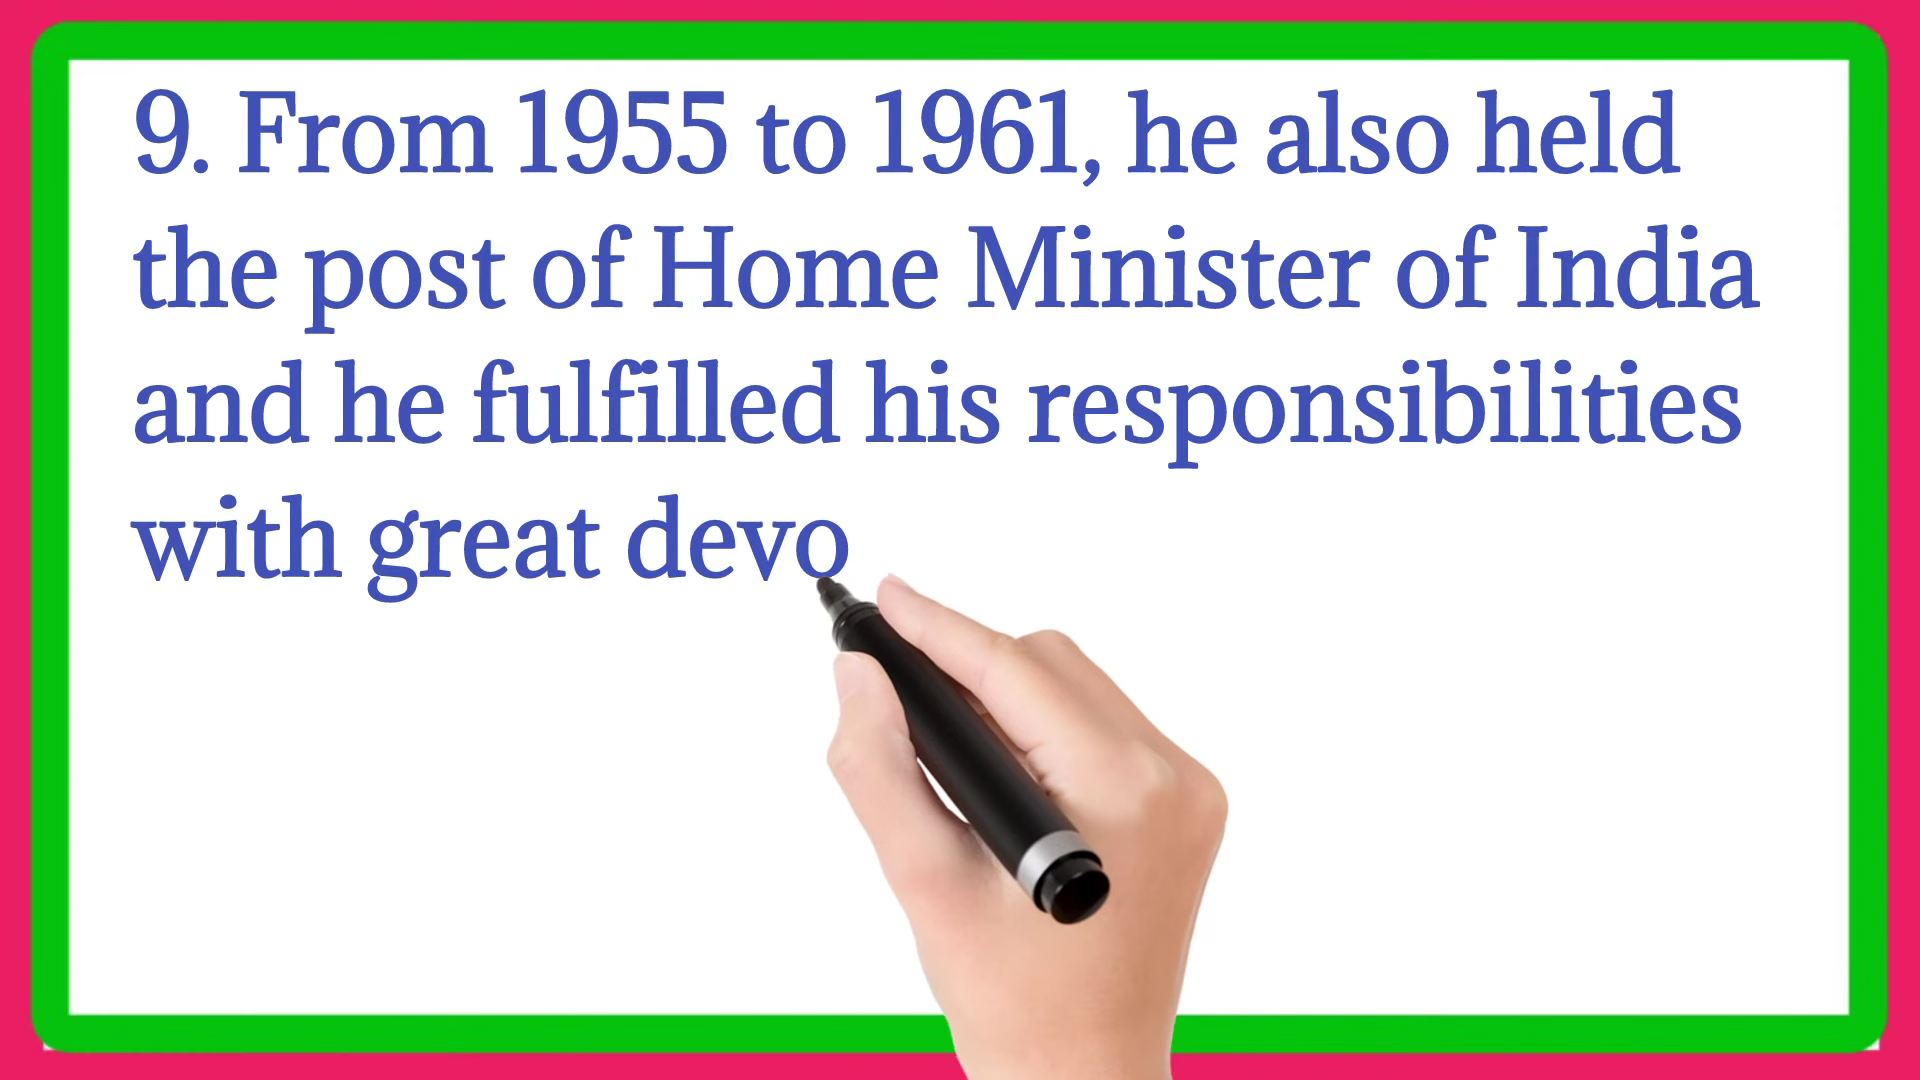 9. From 1955 to 1961, he also held
the post of Home Minister of India
and he fulfilled his responsibilities
with great devo